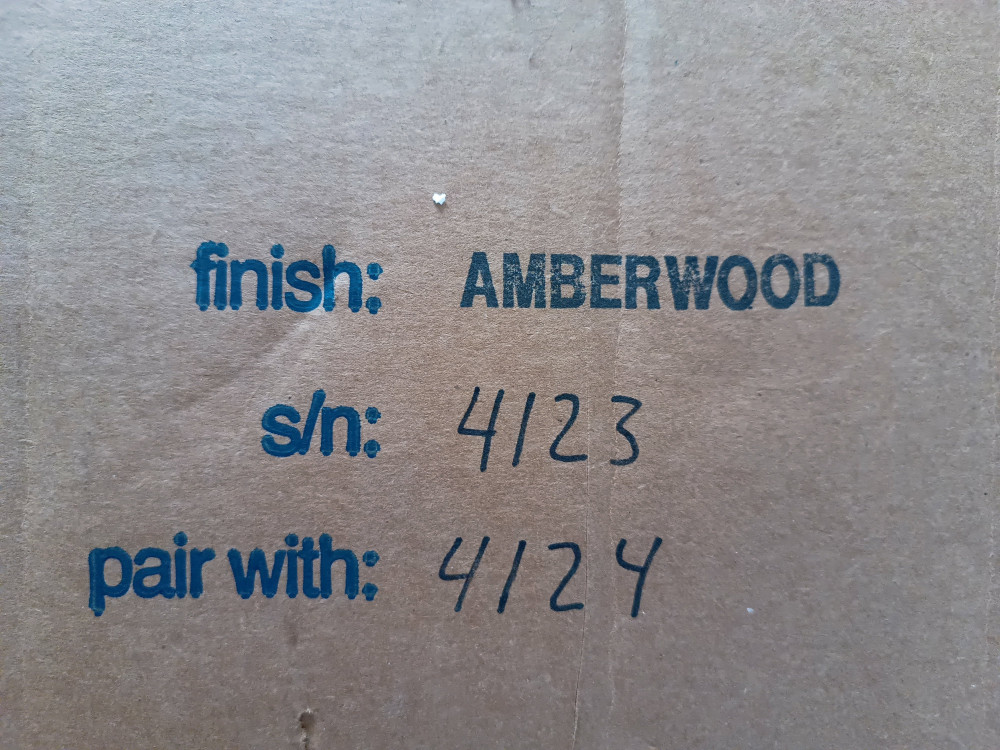 finish: AMBERWOOD
s/n: 4123
pair with: 4124